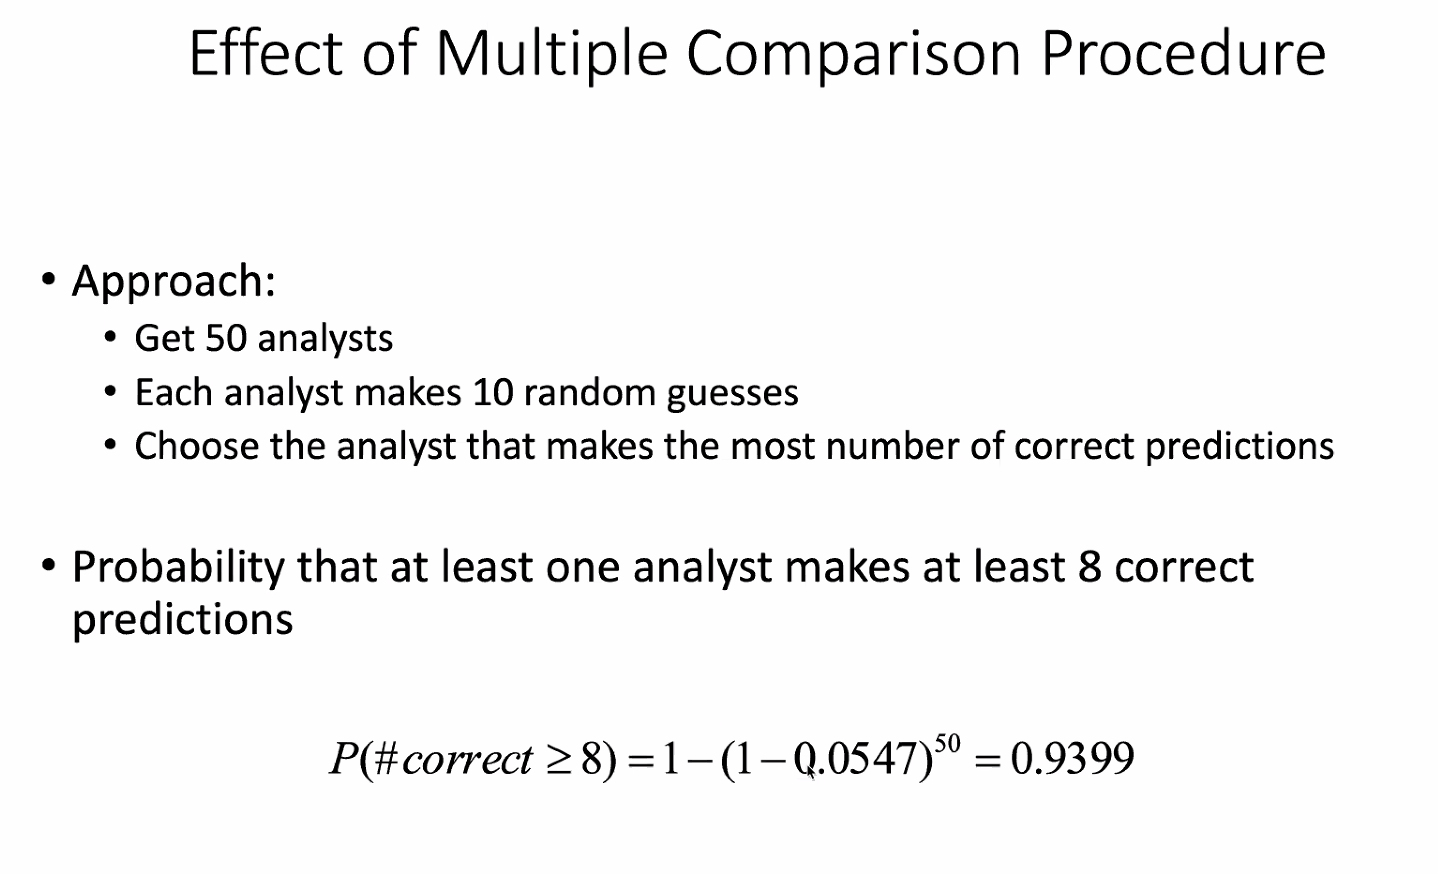 Effect of Multiple Comparison Procedure
• Approach:
• Get 50 analysts
• Each analyst makes 10 random guesses
• Choose the analyst that makes the most number of correct predictions
• Probability that at least one analyst makes at least 8 correct
predictions
P(#correct ≥ 8) = 1 − (1 − 0.0547)⁵⁰ = 0.9399